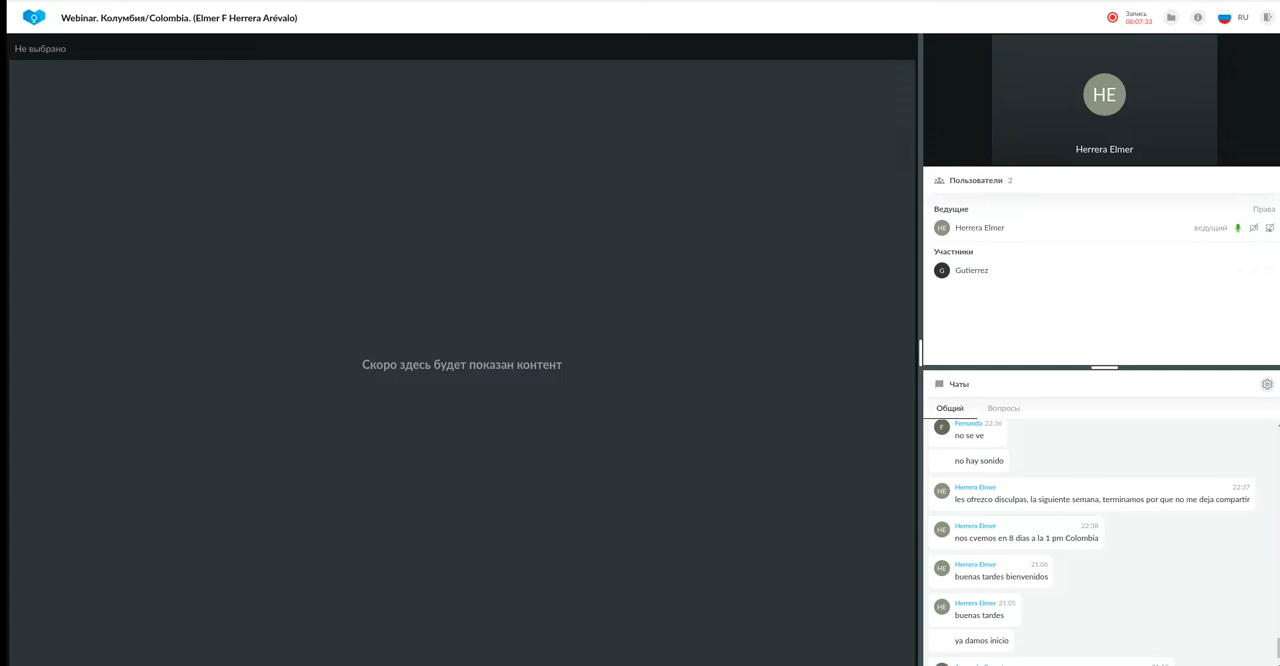 Webinar. Колумбия/Colombia. (Elmer F Herrera Arévalo)
Запись
00:07:33
RU
Не выбрано
Скоро здесь будет показан контент
HE
Herrera Elmer
Пользователи 2
Ведущие Права
HE Herrera Elmer ведущий
Участники
G Gutierrez
Чаты
Общий Вопросы
F Fernanda 22:36
no se ve
no hay sonido
HE Herrera Elmer 22:37
les ofrezco disculpas, la siguiente semana, terminamos por que no me deja compartir
HE Herrera Elmer 22:38
nos cvemos en 8 dias a la 1 pm Colombia
HE Herrera Elmer 21:06
buenas tardes bienvenidos
HE Herrera Elmer 21:05
buenas tardes
ya damos inicio